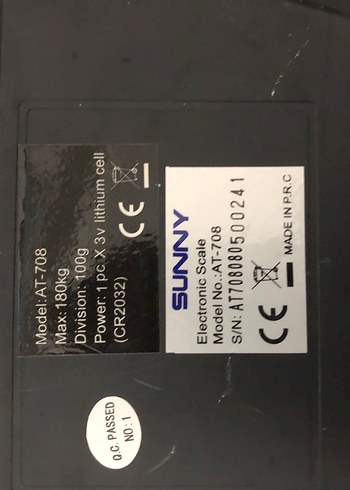 Model:AT-708
Max: 180kg
Division: 100g
Power: 1 pc X 3v lithium cell
(CR2032)
CE
SUNNY
Electronic Scale
Model No.:AT-708
S/N: AT708080500241
CE
MADE IN P.R.C
Q.C. PASSED
NO: 1